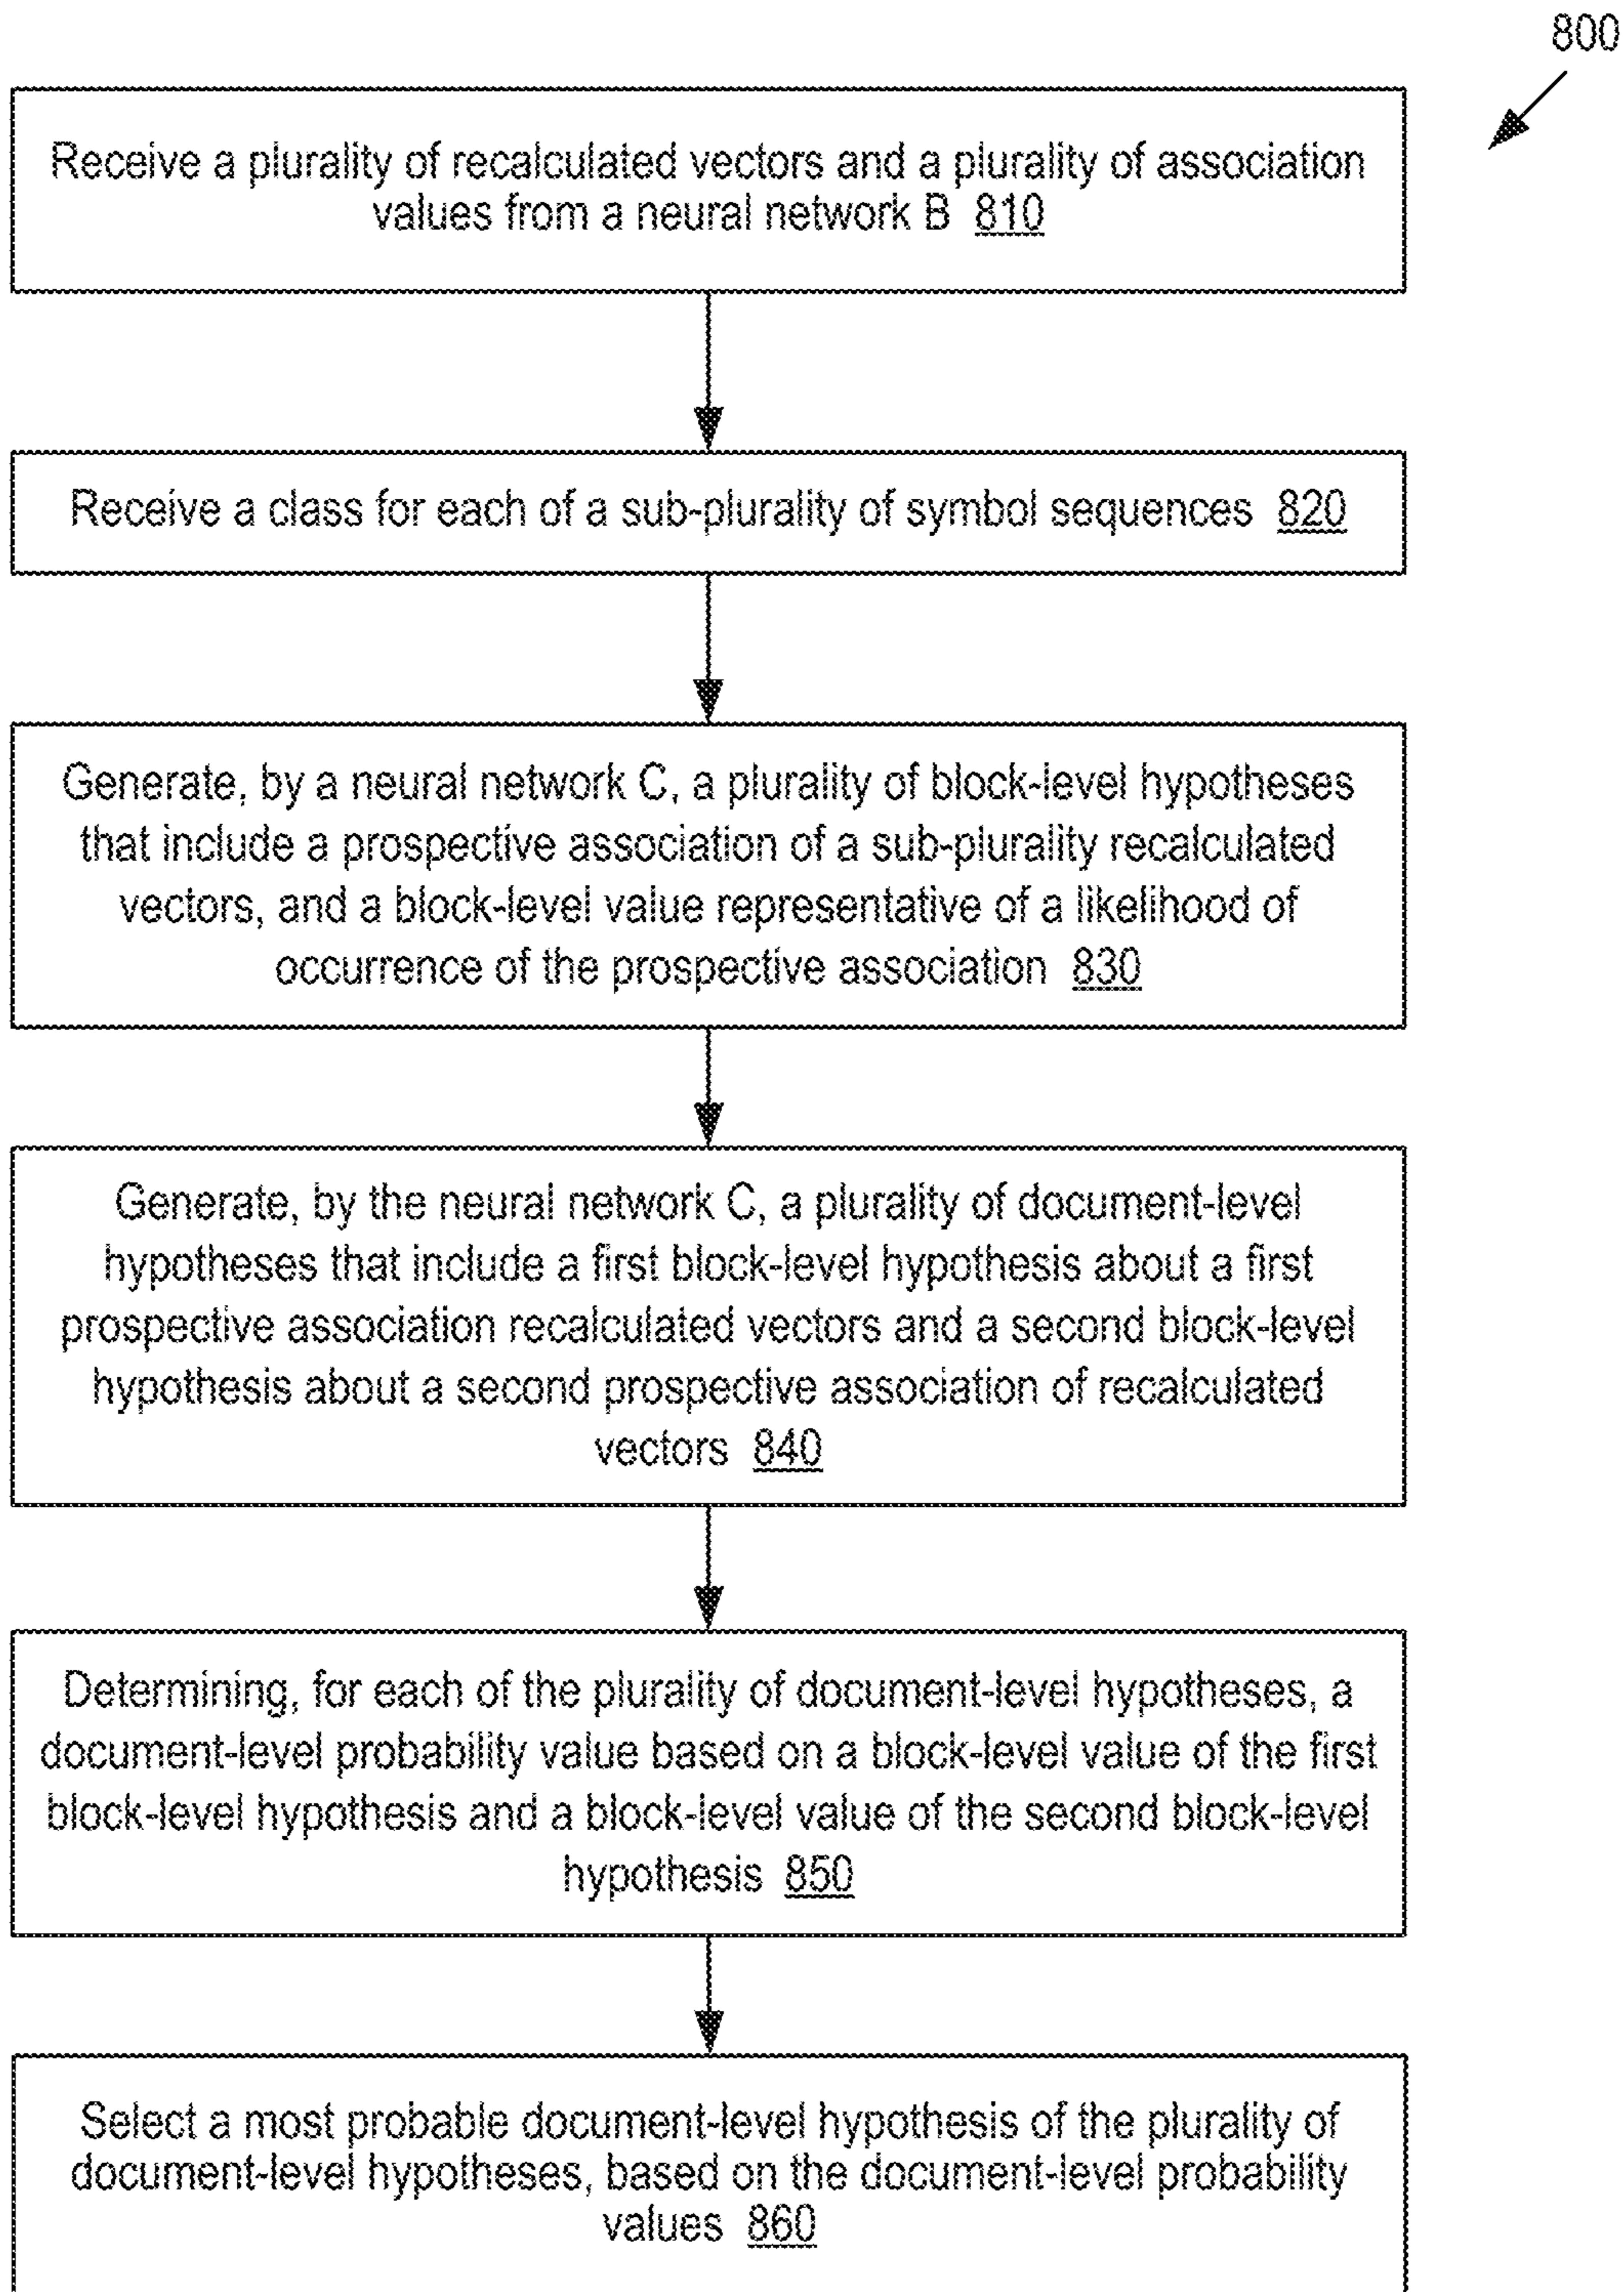 800
Receive a plurality of recalculated vectors and a plurality of association
values from a neural network B 810
Receive a class for each of a sub-plurality of symbol sequences 820
Generate, by a neural network C, a plurality of block-level hypotheses
that include a prospective association of a sub-plurality recalculated
vectors, and a block-level value representative of a likelihood of
occurrence of the prospective association 830
Generate, by the neural network C, a plurality of document-level
hypotheses that include a first block-level hypothesis about a first
prospective association recalculated vectors and a second block-level
hypothesis about a second prospective association of recalculated
vectors 840
Determining, for each of the plurality of document-level hypotheses, a
document-level probability value based on a block-level value of the first
block-level hypothesis and a block-level value of the second block-level
hypothesis 850
Select a most probable document-level hypothesis of the plurality of
document-level hypotheses, based on the document-level probability
values 860